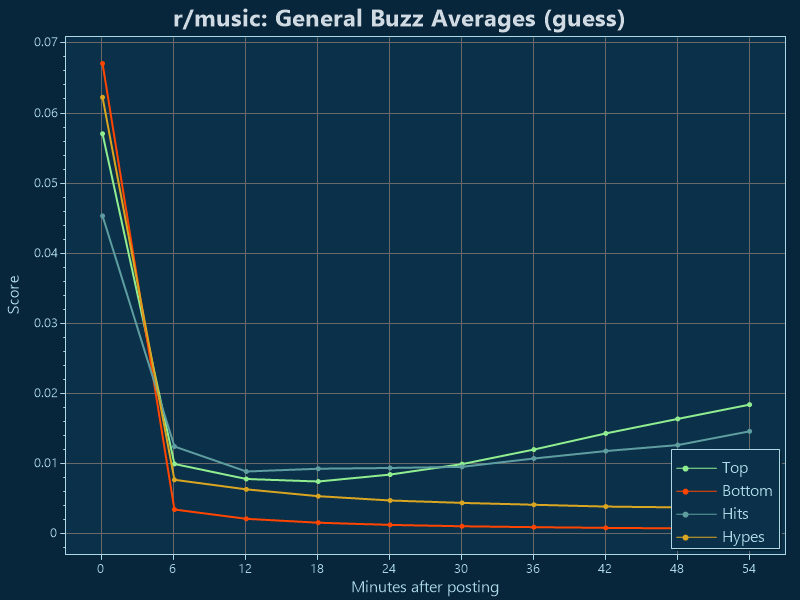 r/music: General Buzz Averages (guess)
0.07
0.06
0.05
0.04
0.03
0.02
0.01
0
Score
Top
Bottom
Hits
Hypes
0 6 12 18 24 30 36 42 48 54
Minutes after posting